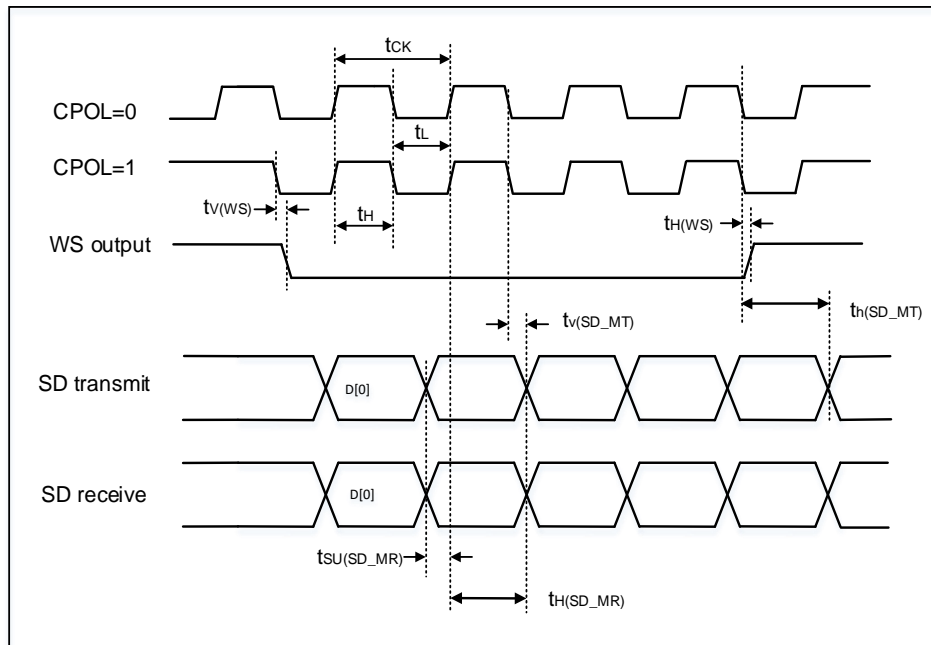 tCK
CPOL=0
tL
CPOL=1
tV(WS)
tH
tH(WS)
WS output
tv(SD_MT)
th(SD_MT)
SD transmit
D[0]
SD receive
D[0]
tSU(SD_MR)
tH(SD_MR)